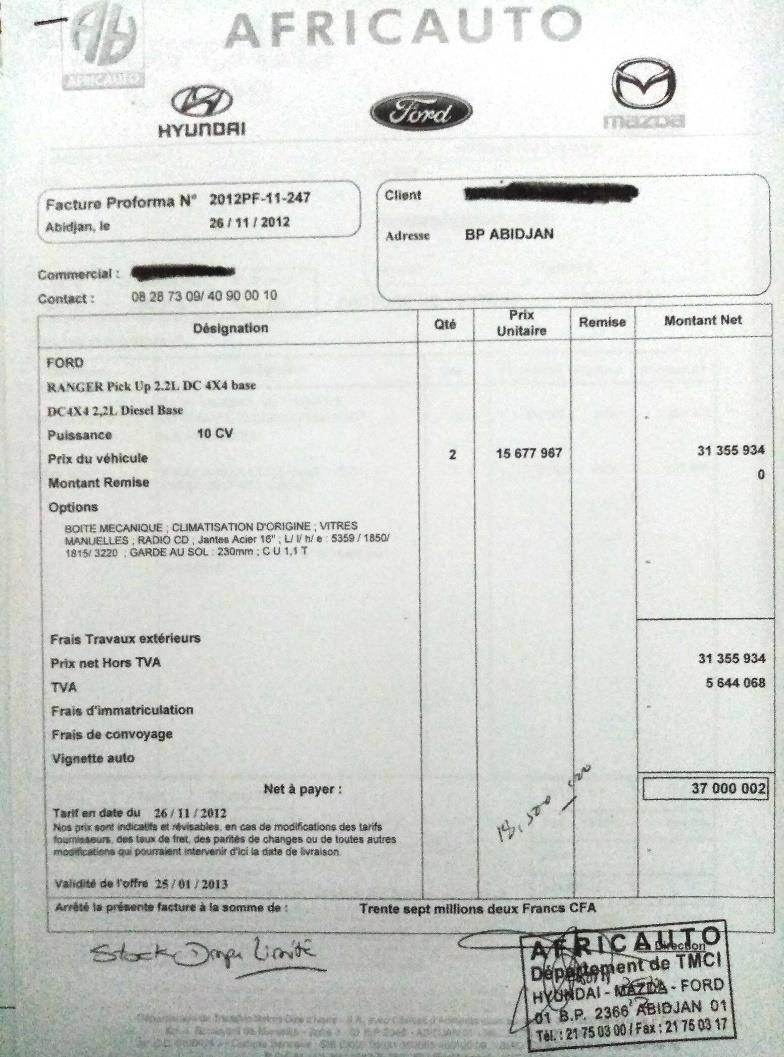 AFRICAUTO
AFRICAUTO
HYUNDAI
Ford
mazda
Facture Proforma N° 2012PF-11-247
Abidjan, le 26 / 11 / 2012
Client
Adresse BP ABIDJAN
Commercial :
Contact : 08 28 73 09/ 40 90 00 10
Désignation Qté Prix Unitaire Remise Montant Net
FORD
RANGER Pick Up 2.2L DC 4X4 base
DC4X4 2,2L Diesel Base
Puissance 10 CV
Prix du véhicule 2 15 677 967 31 355 934
Montant Remise 0
Options
BOITE MECANIQUE ; CLIMATISATION D'ORIGINE ; VITRES
MANUELLES ; RADIO CD ; Jantes Acier 16" ; L/ l/ h/ e : 5359 / 1850/
1815/ 3220 ; GARDE AU SOL : 230mm ; C U 1,1 T
Frais Travaux extérieurs
Prix net Hors TVA 31 355 934
TVA 5 644 068
Frais d'immatriculation
Frais de convoyage
Vignette auto
Net à payer : 37 000 002
Tarif en date du 26 / 11 / 2012
Nos prix sont indicatifs et révisables, en cas de modifications des tarifs
fournisseurs, des taux de fret, des parités de changes ou de toutes autres
modifications qui pourraient intervenir d'ici la date de livraison.
18,500
Validité de l'offre 25 / 01 / 2013
Arrêté la présente facture à la somme de : Trente sept millions deux Francs CFA
Stock Limité
AFRICAUTO
Direction
Département de TMCI
HYUNDAI - MAZDA - FORD
01 B.P. 2366 ABIDJAN 01
Tél. : 21 75 03 00 / Fax : 21 75 03 17